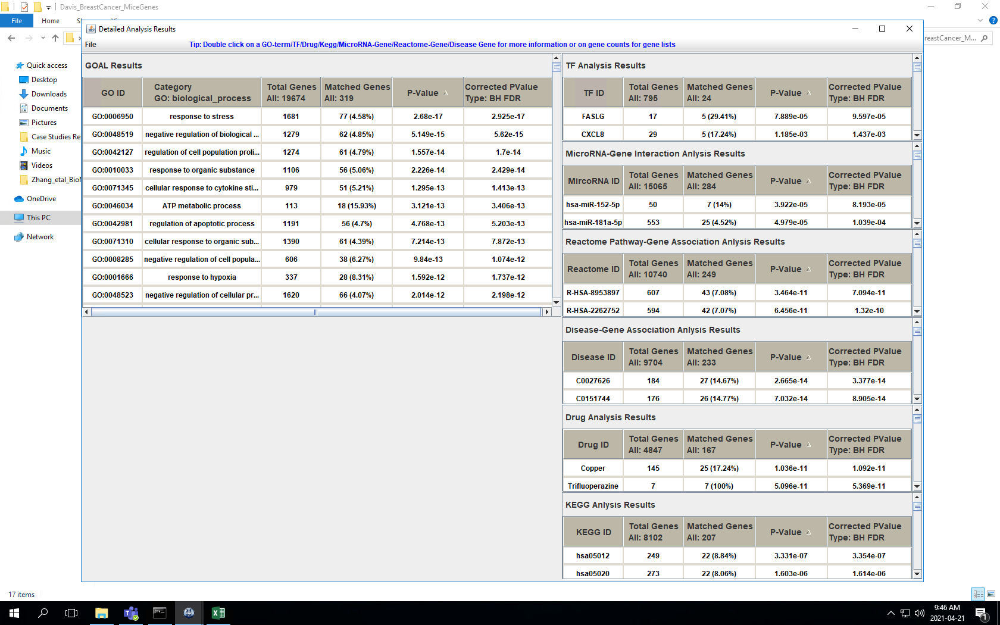 Davis_BreastCancer_MiceGenes
File
Home
Detailed Analysis Results
File
Tip: Double click on a GO-term/TF/Drug/Kegg/MicroRNA-Gene/Reactome-Gene/Disease Gene for more information or on gene counts for gene lists
reastCancer_M...
Quick access
Desktop
Downloads
Documents
Pictures
Case Studies Re
Music
Videos
Zhang_etal_Biol
OneDrive
This PC
Network
GOAL Results
GO ID Category GO: biological_process Total Genes All: 19674 Matched Genes All: 319 P-Value Corrected PValue Type: BH FDR
GO:0006950 response to stress 1681 77 (4.58%) 2.68e-17 2.925e-17
GO:0048519 negative regulation of biological ... 1279 62 (4.85%) 5.149e-15 5.62e-15
GO:0042127 regulation of cell population proli... 1274 61 (4.79%) 1.557e-14 1.7e-14
GO:0010033 response to organic substance 1106 56 (5.06%) 2.226e-14 2.429e-14
GO:0071345 cellular response to cytokine sti... 979 51 (5.21%) 1.295e-13 1.413e-13
GO:0046034 ATP metabolic process 113 18 (15.93%) 3.121e-13 3.406e-13
GO:0042981 regulation of apoptotic process 1191 56 (4.7%) 4.768e-13 5.203e-13
GO:0071310 cellular response to organic sub... 1390 61 (4.39%) 7.214e-13 7.872e-13
GO:0008285 negative regulation of cell popula... 606 38 (6.27%) 9.84e-13 1.074e-12
GO:0001666 response to hypoxia 337 28 (8.31%) 1.592e-12 1.737e-12
GO:0048523 negative regulation of cellular pr... 1620 66 (4.07%) 2.014e-12 2.198e-12
TF Analysis Results
TF ID Total Genes All: 795 Matched Genes All: 24 P-Value Corrected PValue Type: BH FDR
FASLG 17 5 (29.41%) 7.889e-05 9.597e-05
CXCL8 29 5 (17.24%) 1.185e-03 1.437e-03
MicroRNA-Gene Interaction Anlysis Results
MircoRNA ID Total Genes All: 15065 Matched Genes All: 284 P-Value Corrected PValue Type: BH FDR
hsa-miR-152-5p 50 7 (14%) 3.922e-05 8.193e-05
hsa-miR-181a-5p 553 25 (4.52%) 4.979e-05 1.039e-04
Reactome Pathway-Gene Association Anlysis Results
Reactome ID Total Genes All: 10740 Matched Genes All: 249 P-Value Corrected PValue Type: BH FDR
R-HSA-8953897 607 43 (7.08%) 3.464e-11 7.094e-11
R-HSA-2262752 594 42 (7.07%) 6.456e-11 1.32e-10
Disease-Gene Association Anlysis Results
Disease ID Total Genes All: 9704 Matched Genes All: 233 P-Value Corrected PValue Type: BH FDR
C0027626 184 27 (14.67%) 2.665e-14 3.377e-14
C0151744 176 26 (14.77%) 7.032e-14 8.905e-14
Drug Analysis Results
Drug ID Total Genes All: 4847 Matched Genes All: 167 P-Value Corrected PValue Type: BH FDR
Copper 145 25 (17.24%) 1.036e-11 1.092e-11
Trifluoperazine 7 7 (100%) 5.096e-11 5.369e-11
KEGG Anlysis Results
KEGG ID Total Genes All: 8102 Matched Genes All: 207 P-Value Corrected PValue Type: BH FDR
hsa05012 249 22 (8.84%) 3.331e-07 3.354e-07
hsa05020 273 22 (8.06%) 1.603e-06 1.614e-06
17 items
9:46 AM
2021-04-21
1